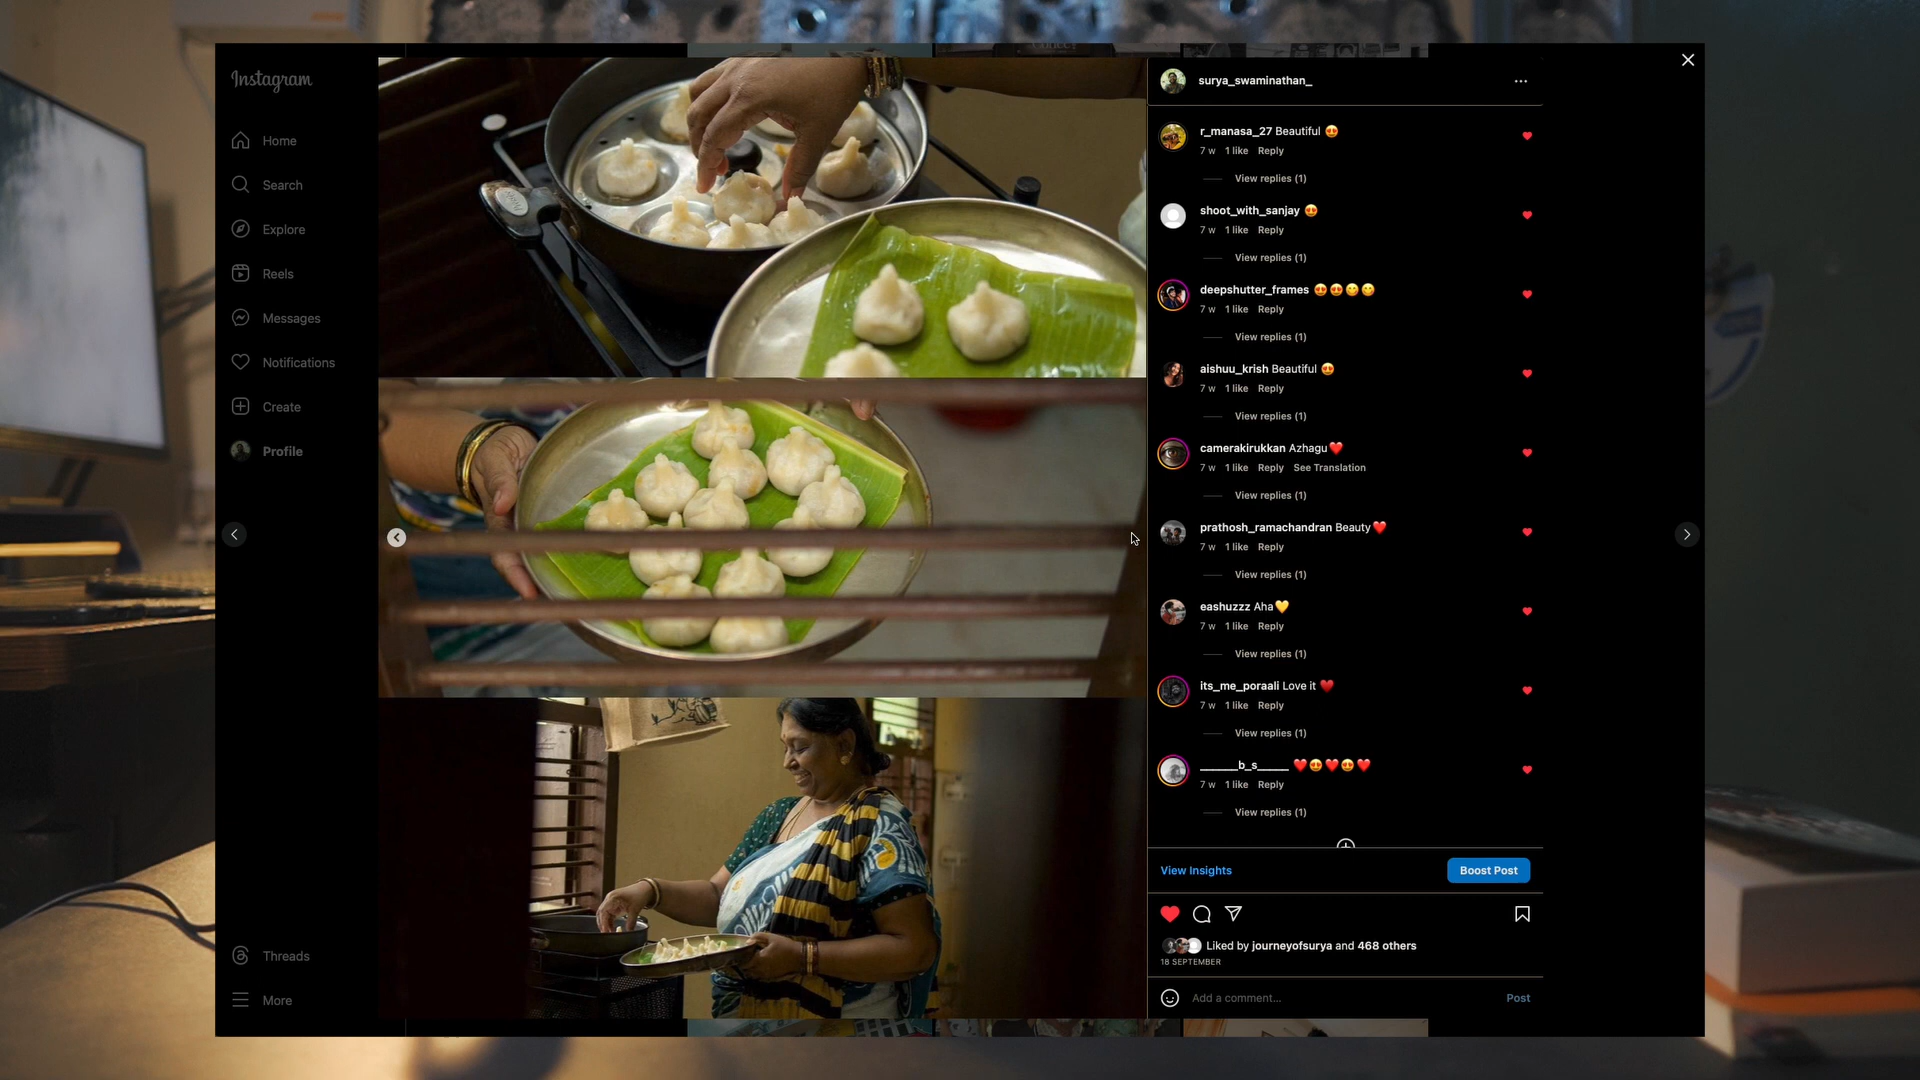 Instagram
Home
Search
Explore
Reels
Messages
Notifications
Create
Profile
Threads
More
surya_swaminathan_
r_manasa_27 Beautiful 😍
7 w 1 like Reply
View replies (1)
shoot_with_sanjay 😍
7 w 1 like Reply
View replies (1)
deepshutter_frames 😍😍😋😋
7 w 1 like Reply
View replies (1)
aishuu_krish Beautiful 😍
7 w 1 like Reply
View replies (1)
camerakirukkan Azhagu❤️
7 w 1 like Reply See Translation
View replies (1)
prathosh_ramachandran Beauty❤️
7 w 1 like Reply
View replies (1)
eashuzzz Aha💛
7 w 1 like Reply
View replies (1)
its_me_poraali Love it ❤️
7 w 1 like Reply
View replies (1)
______b_s_____ ❤️😍❤️😍❤️
7 w 1 like Reply
View replies (1)
View Insights
Boost Post
Liked by journeyofsurya and 468 others
18 SEPTEMBER
Add a comment...
Post